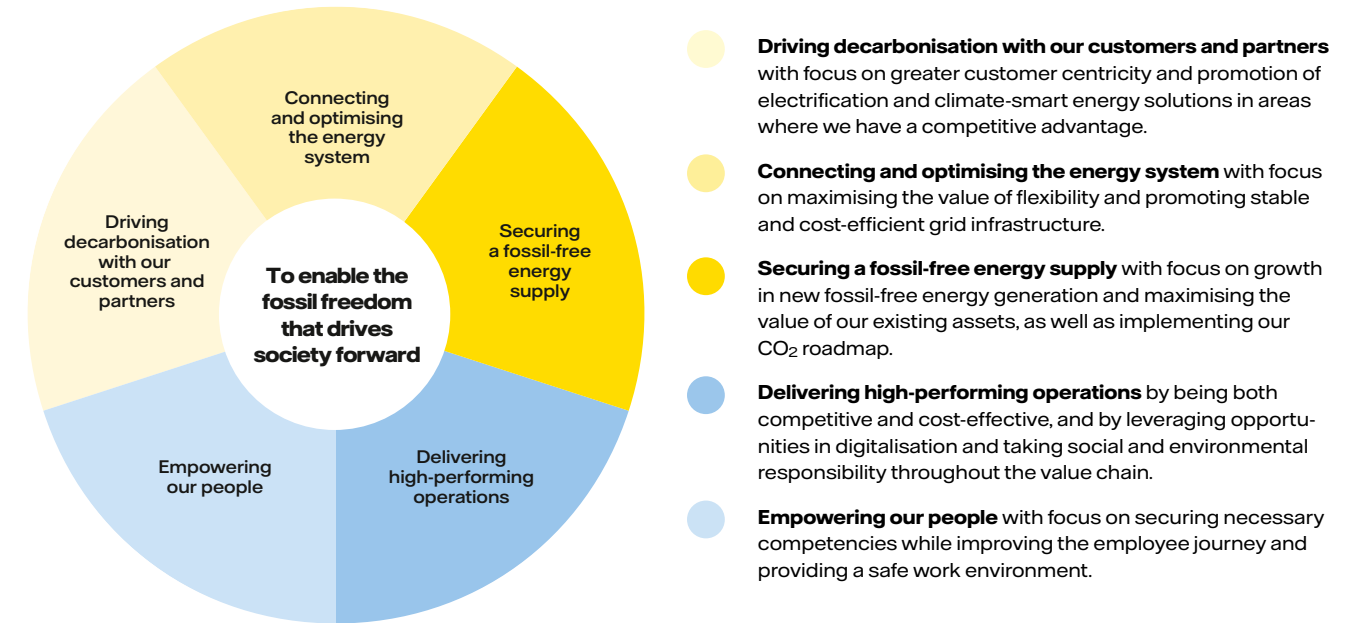 Connecting
and optimising
the energy
system
Driving
decarbonisation
with our
customers and
partners
Securing
a fossil-free
energy
supply
To enable the
fossil freedom
that drives
society forward
Empowering
our people
Delivering
high-performing
operations
Driving decarbonisation with our customers and partners
with focus on greater customer centricity and promotion of
electrification and climate-smart energy solutions in areas
where we have a competitive advantage.
Connecting and optimising the energy system with focus
on maximising the value of flexibility and promoting stable
and cost-efficient grid infrastructure.
Securing a fossil-free energy supply with focus on growth
in new fossil-free energy generation and maximising the
value of our existing assets, as well as implementing our
CO₂ roadmap.
Delivering high-performing operations by being both
competitive and cost-effective, and by leveraging opportu-
nities in digitalisation and taking social and environmental
responsibility throughout the value chain.
Empowering our people with focus on securing necessary
competencies while improving the employee journey and
providing a safe work environment.